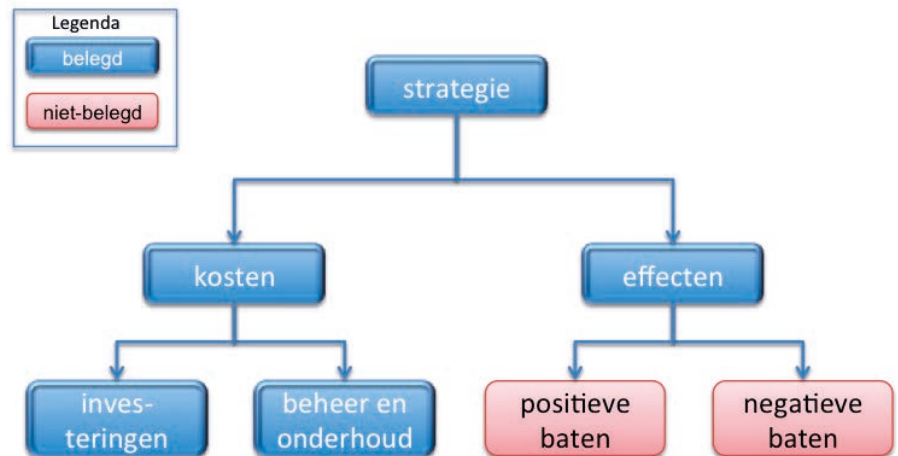 Legenda
belegd
niet-belegd
strategie
kosten
effecten
inves-
teringen
beheer en
onderhoud
positieve
baten
negatieve
baten